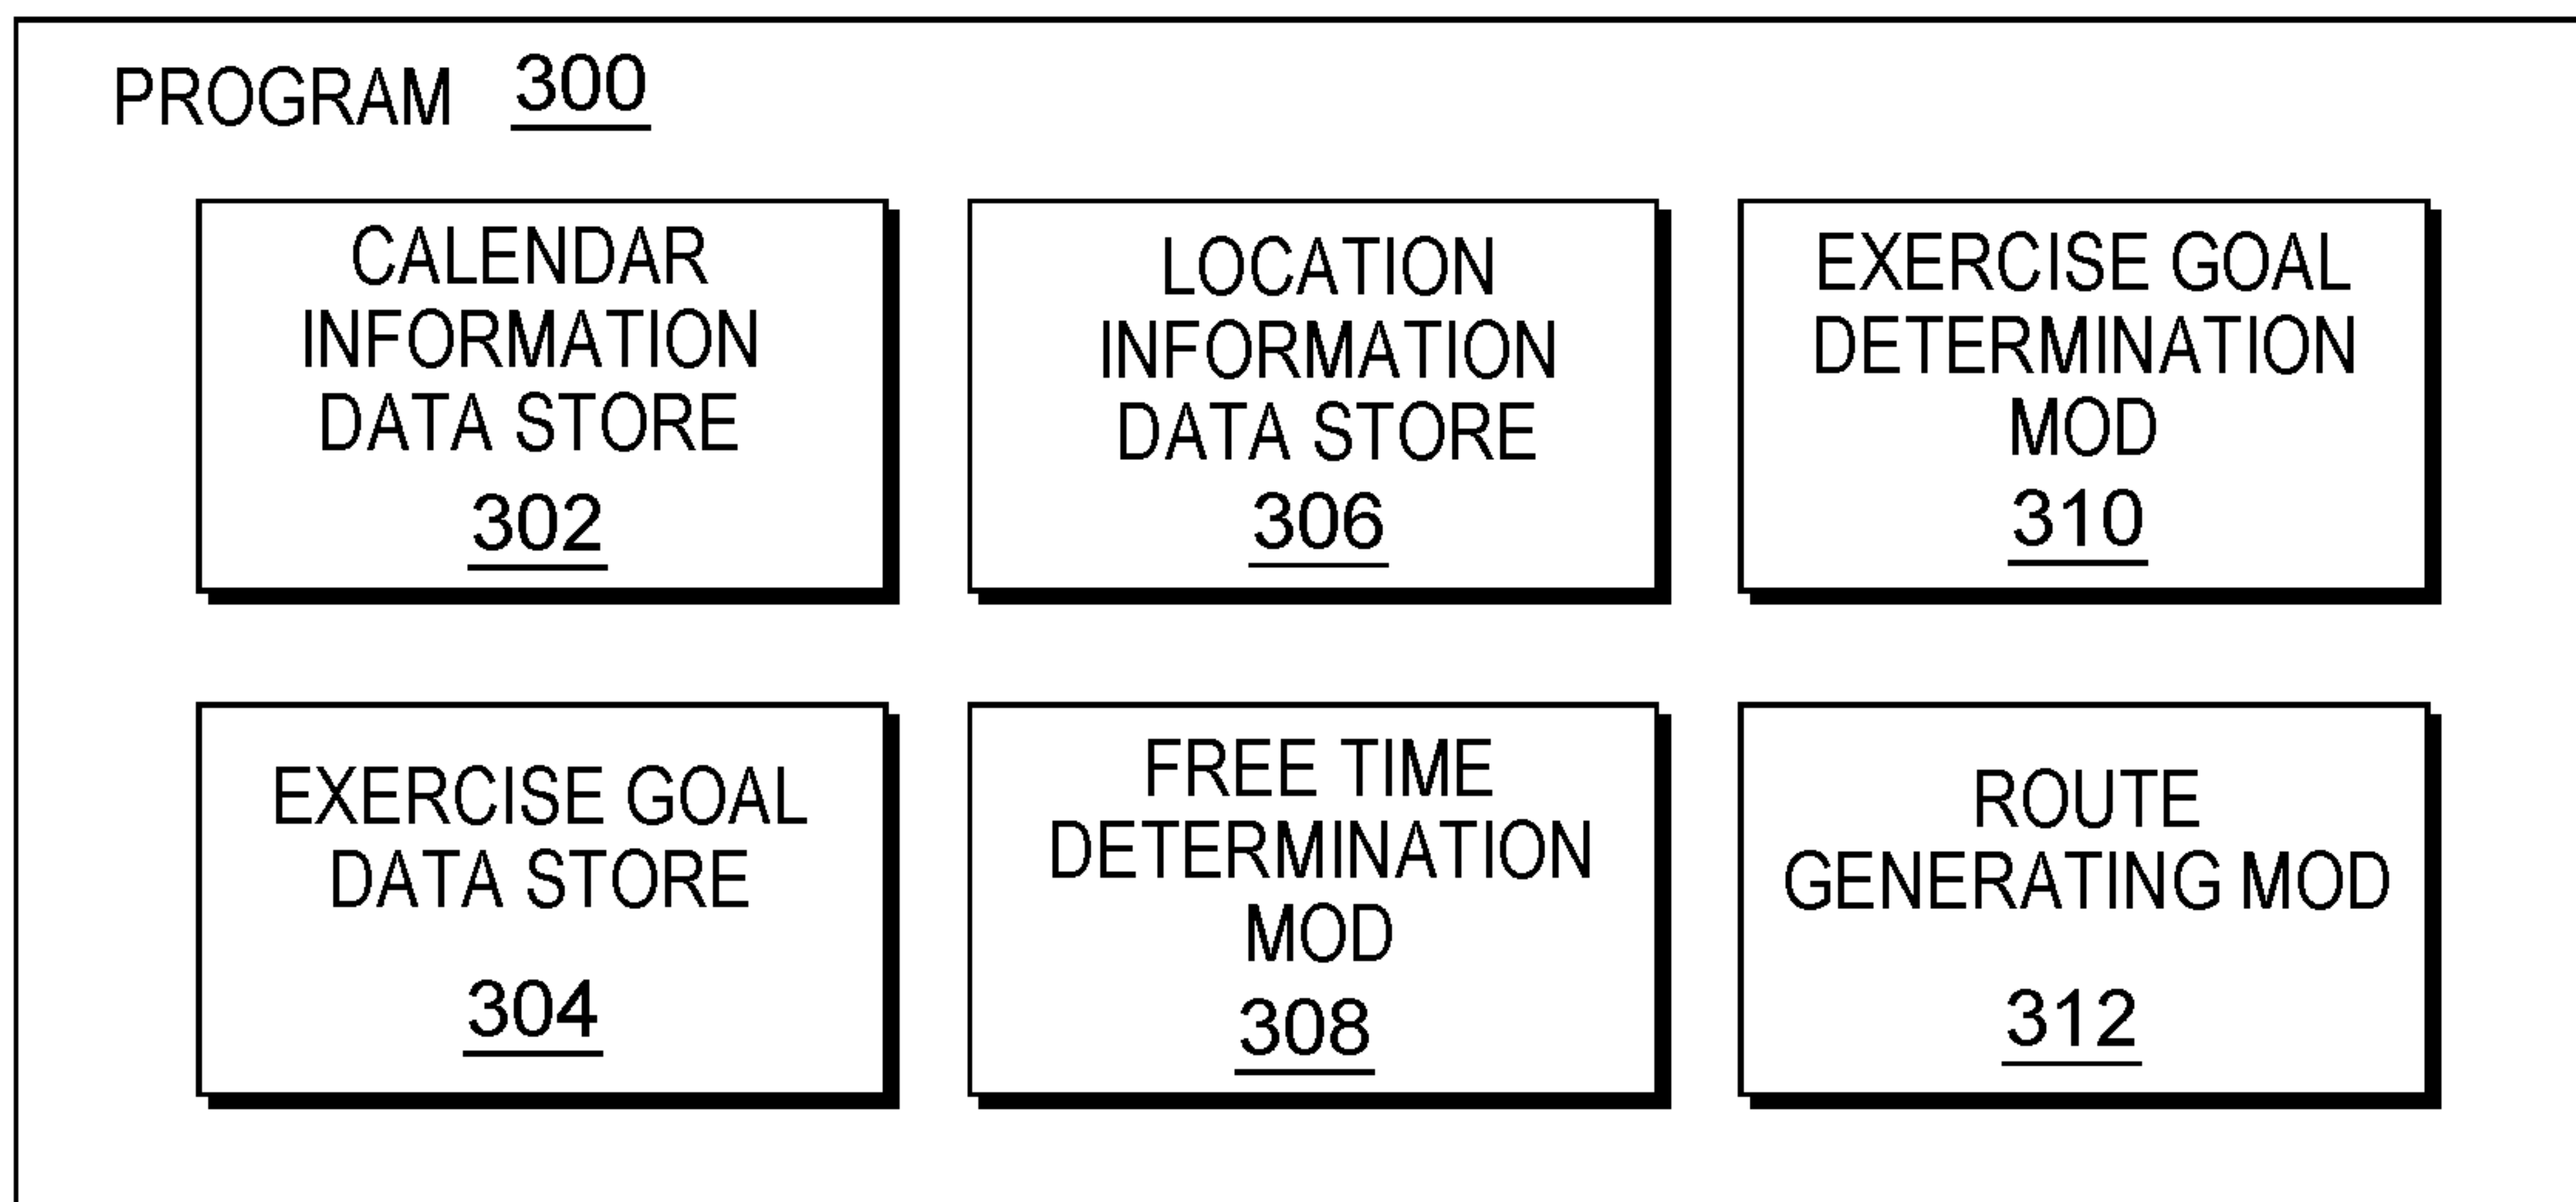 PROGRAM 300
CALENDAR
INFORMATION
DATA STORE
302
LOCATION
INFORMATION
DATA STORE
306
EXERCISE GOAL
DETERMINATION
MOD
310
EXERCISE GOAL
DATA STORE
304
FREE TIME
DETERMINATION
MOD
308
ROUTE
GENERATING MOD
312